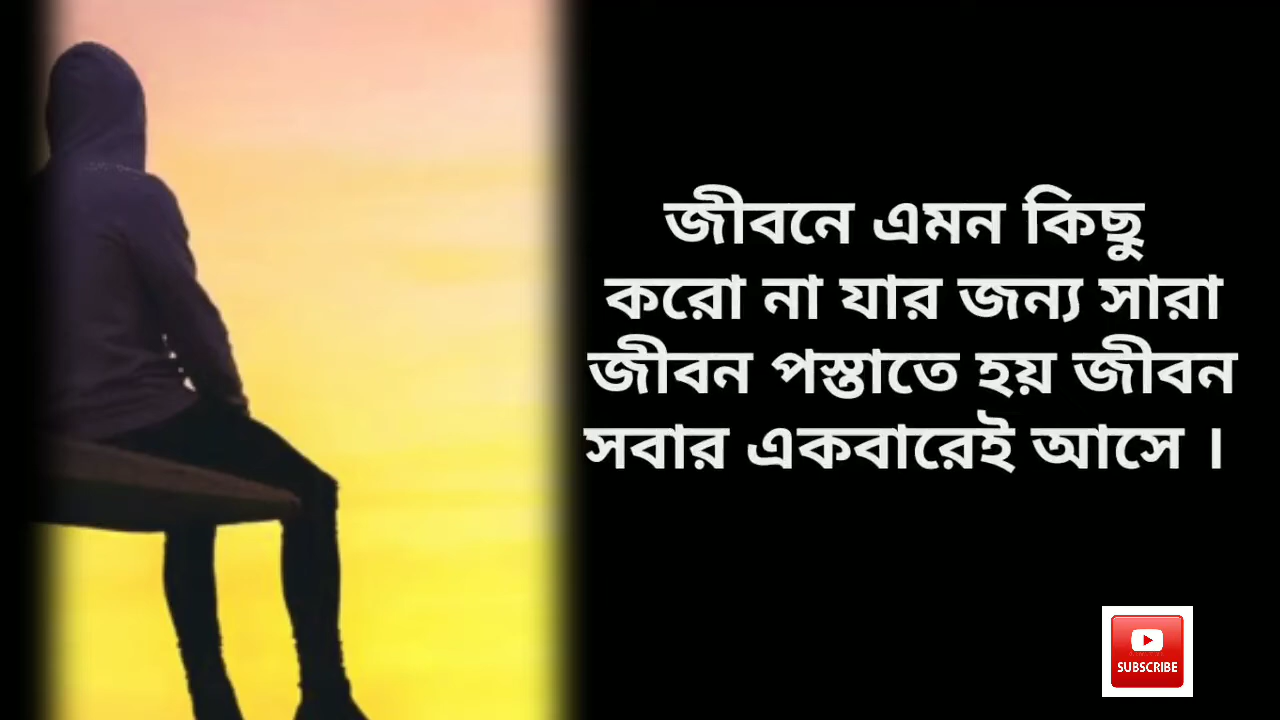 জীবনে এমন কিছু
করো না যার জন্য সারা
জীবন পস্তাতে হয় জীবন
সবার একবারেই আসে ।
SUBSCRIBE